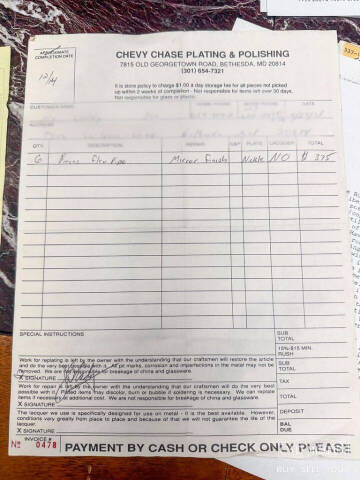 APPROXIMATE
COMPLETION DATE
12/4
CHEVY CHASE PLATING & POLISHING
7815 OLD GEORGETOWN ROAD, BETHESDA, MD 20814
(301) 654-7321
It is store policy to charge $1.00 a day storage fee for all pieces not picked
up within 2 weeks of completion - Not responsible for items left over 30 days.
Not responsible for glass or plants.
CUSTOMER NAME DATE
QTY. DESCRIPTION REPAIR PLATE LACQUER TOTAL
6 Pipe Mirror Finish Nickle NO $ 375
SPECIAL INSTRUCTIONS
SUB
TOTAL
10%-$15 MIN.
RUSH
Work for replating is left by the owner with the understanding that our craftsmen will restore the article
and do the very best possible with it. All pit marks, corrosion and imperfections in the metal may not be
removed. We are not responsible for breakage of china and glassware.
X SIGNATURE
SUB
TOTAL
TAX
Work for repair is left by the owner with the understanding that our craftsmen will do the very best
possible with it. Plated items may discolor, burn or bubble if soldering is necessary. We can replate
items if necessary at additional cost. We are not responsible for breakage of china and glassware.
X SIGNATURE
TOTAL
DEPOSIT
The lacquer we use is specifically designed for use on metal - it is the best available. However,
conditions vary greatly from place to place and because of that we will not guarantee the life of the
lacquer.
X SIGNATURE
BAL
DUE
INVOICE #
No 0478
PAYMENT BY CASH OR CHECK ONLY PLEASE
BUY SELL